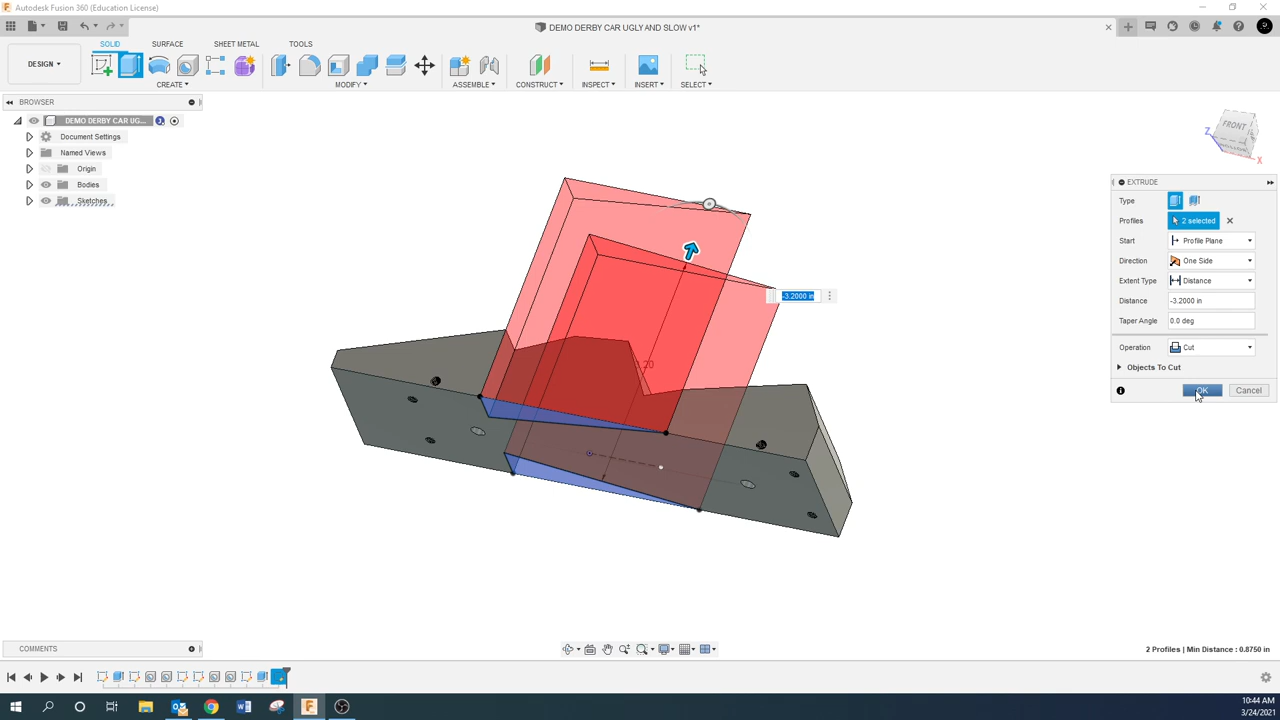 Autodesk Fusion 360 (Education License)
DEMO DERBY CAR UGLY AND SLOW v1*
DESIGN
SOLID SURFACE SHEET METAL TOOLS
CREATE MODIFY ASSEMBLE CONSTRUCT INSPECT INSERT SELECT
BROWSER
DEMO DERBY CAR UG...
Document Settings
Named Views
Origin
Bodies
Sketches
FRONT
Z
X
EXTRUDE
Type
Profiles 2 selected
Start Profile Plane
Direction One Side
Extent Type Distance
Distance -3.2000 in
Taper Angle 0.0 deg
Operation Cut
Objects To Cut
OK Cancel
-3.2000 in
COMMENTS
2 Profiles | Min Distance : 0.8750 in
10:44 AM
3/24/2021